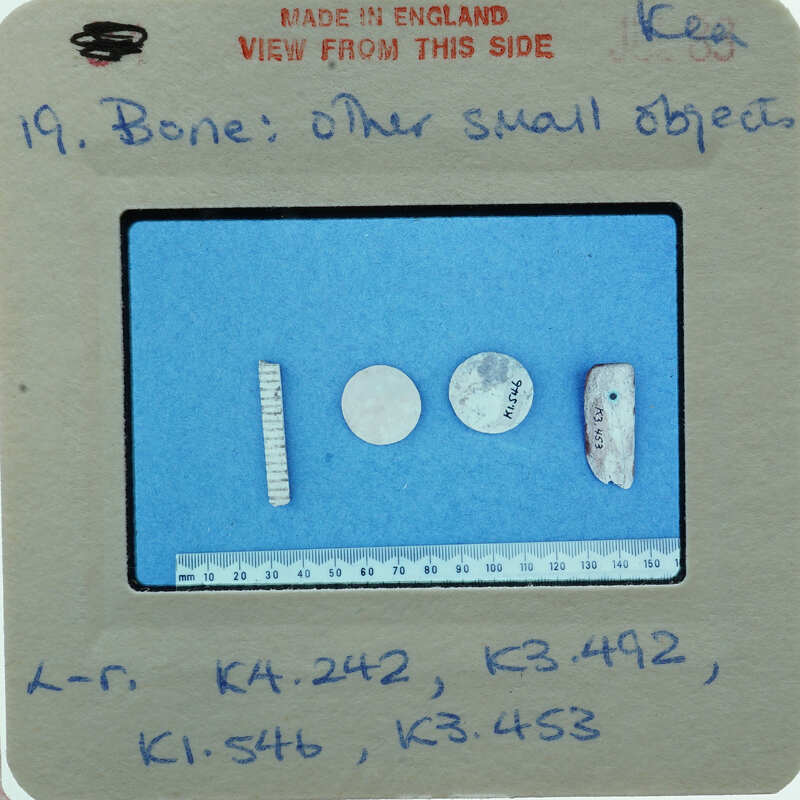 MADE IN ENGLAND
VIEW FROM THIS SIDE
Kea
19. Bone: other small objects
K1.546
K3.453
mm 10 20 30 40 50 60 70 80 90 100 110 120 130 140 150
L-r. K4.242, K3.492,
K1.546, K3.453